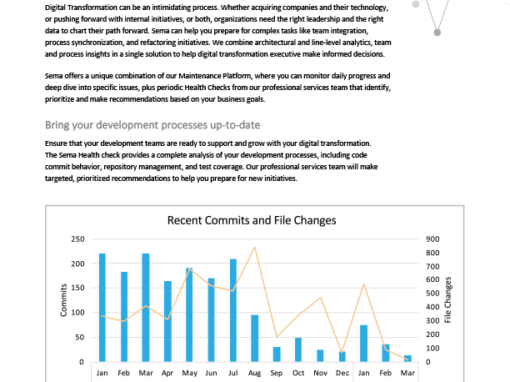 Digital Transformation can be an intimidating process. Whether acquiring companies and their technology,
or pushing forward with internal initiatives, or both, organizations need the right leadership and the right
data to chart their path forward. Sema can help you prepare for complex tasks like team integration,
process synchronization, and refactoring initiatives. We combine architectural and line-level analytics, team
and process insights in a single solution to help digital transformation executive make informed decisions.
Sema offers a unique combination of our Maintenance Platform, where you can monitor daily progress and
deep dive into specific issues, plus periodic Health Checks from our professional services team that identify,
prioritize and make recommendations based on your business goals.
Bring your development processes up-to-date
Ensure that your development teams are ready to support and grow with your digital transformation.
The Sema Health check provides a complete analysis of your development processes, including code
commit behavior, repository management, and test coverage. Our professional services team will make
targeted, prioritized recommendations to help you prepare for new initiatives.
Recent Commits and File Changes
250
200
150
100
50
0
Commits
900
800
700
600
500
400
300
200
100
0
File Changes
Jan Feb Mar Apr May Jun Jul Aug Sep Oct Nov Dec Jan Feb Mar